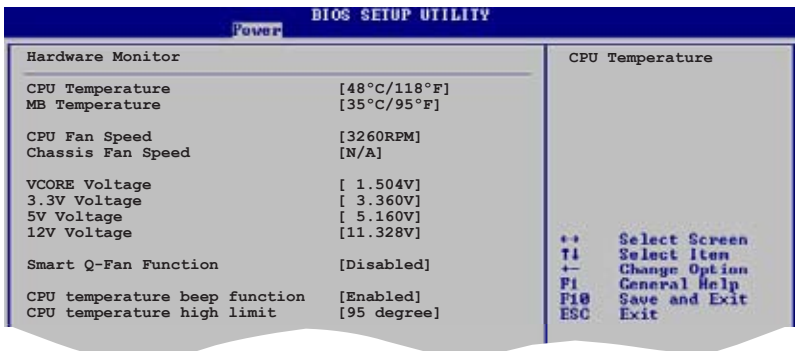 BIOS SETUP UTILITY
Power
Hardware Monitor
CPU Temperature [48°C/118°F]
MB Temperature [35°C/95°F]
CPU Fan Speed [3260RPM]
Chassis Fan Speed [N/A]
VCORE Voltage [ 1.504V]
3.3V Voltage [ 3.360V]
5V Voltage [ 5.160V]
12V Voltage [11.328V]
Smart Q-Fan Function [Disabled]
CPU temperature beep function [Enabled]
CPU temperature high limit [95 degree]
CPU Temperature
←→ Select Screen
↑↓ Select Item
+- Change Option
F1 General Help
F10 Save and Exit
ESC Exit